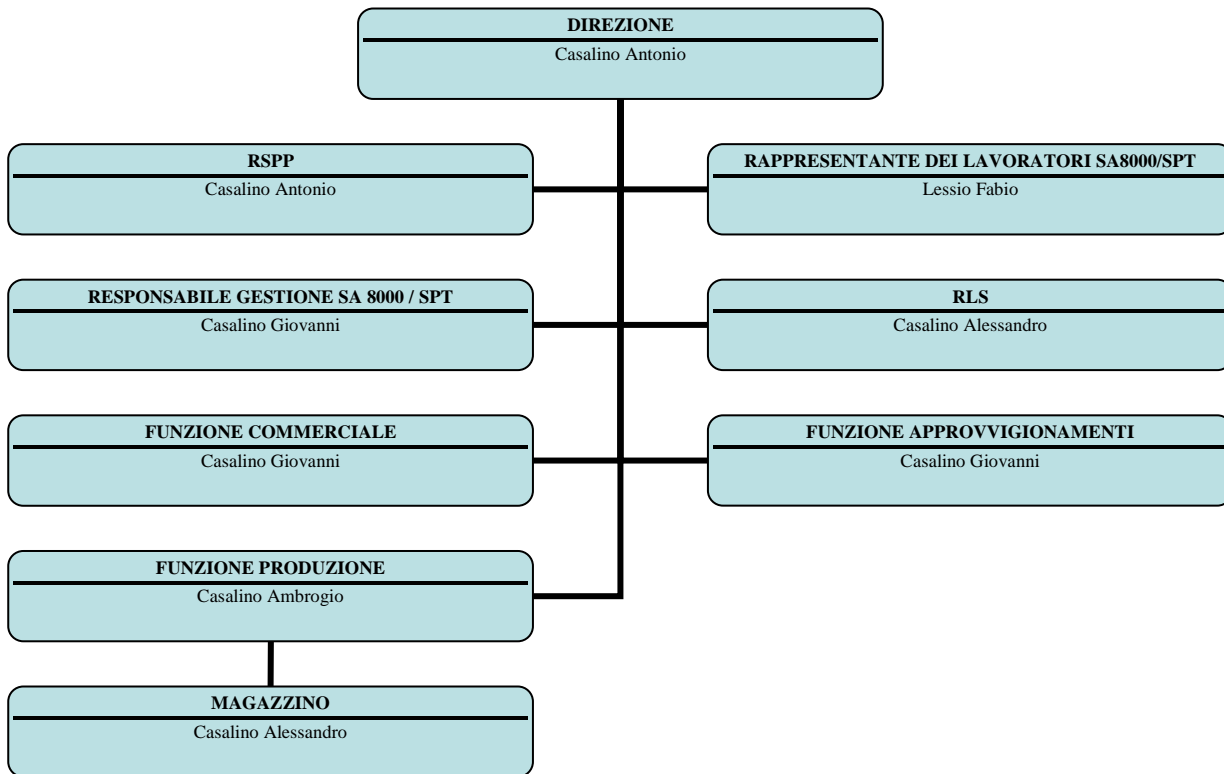 DIREZIONE
Casalino Antonio
RSPP
Casalino Antonio
RAPPRESENTANTE DEI LAVORATORI SA8000/SPT
Lessio Fabio
RESPONSABILE GESTIONE SA 8000 / SPT
Casalino Giovanni
RLS
Casalino Alessandro
FUNZIONE COMMERCIALE
Casalino Giovanni
FUNZIONE APPROVVIGIONAMENTI
Casalino Giovanni
FUNZIONE PRODUZIONE
Casalino Ambrogio
MAGAZZINO
Casalino Alessandro